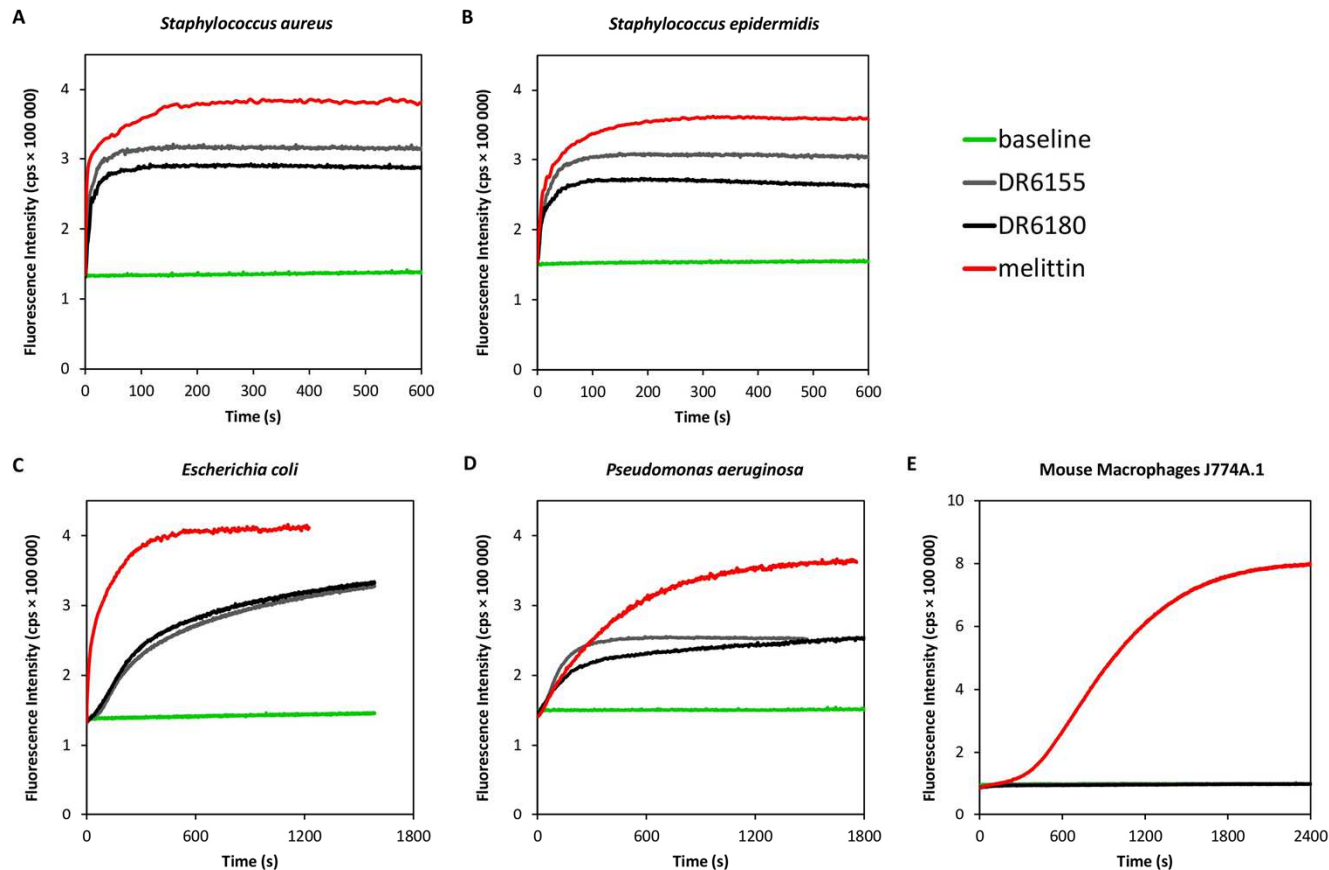 A
Staphylococcus aureus
Fluorescence Intensity (cps × 100 000)
4
3
2
1
0
0 100 200 300 400 500 600
Time (s)
B
Staphylococcus epidermidis
Fluorescence Intensity (cps × 100 000)
4
3
2
1
0
0 100 200 300 400 500 600
Time (s)
baseline
DR6155
DR6180
melittin
C
Escherichia coli
Fluorescence Intensity (cps × 100 000)
4
3
2
1
0
0 600 1200 1800
Time (s)
D
Pseudomonas aeruginosa
Fluorescence Intensity (cps × 100 000)
4
3
2
1
0
0 600 1200 1800
Time (s)
E
Mouse Macrophages J774A.1
Fluorescence Intensity (cps × 100 000)
10
8
6
4
2
0
0 600 1200 1800 2400
Time (s)